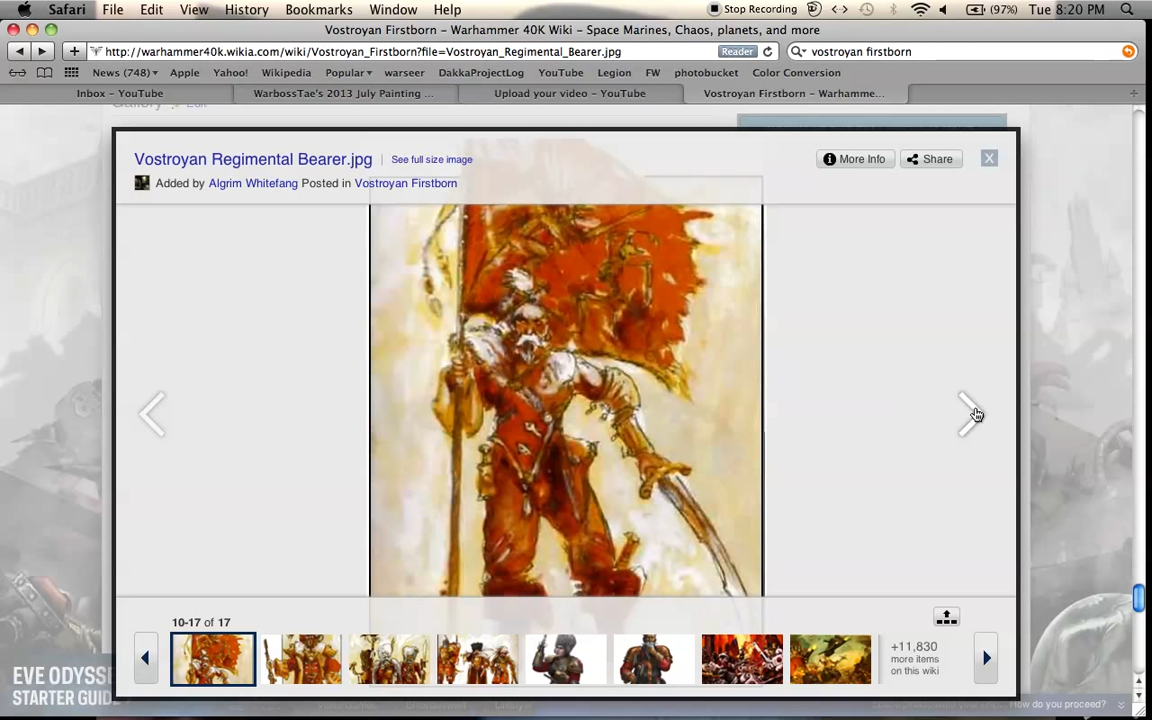 Safari File Edit View History Bookmarks Window Help Stop Recording (97%) Tue 8:20 PM
Vostroyan Firstborn – Warhammer 40K Wiki – Space Marines, Chaos, planets, and more
http://warhammer40k.wikia.com/wiki/Vostroyan_Firstborn?file=Vostroyan_Regimental_Bearer.jpg Reader vostroyan firstborn
News (748) Apple Yahoo! Wikipedia Popular warseer DakkaProjectLog YouTube Legion FW photobucket Color Conversion
Inbox – YouTube WarbossTae's 2013 July Painting ... Upload your video – YouTube Vostroyan Firstborn – Warhamme...
Gallery Edit
Vostroyan Regimental Bearer.jpg See full size image More Info Share X
Added by Algrim Whitefang Posted in Vostroyan Firstborn
10-17 of 17
+11,830
more items
on this wiki
EVE ODYSSE
STARTER GUIDE
How do you proceed?